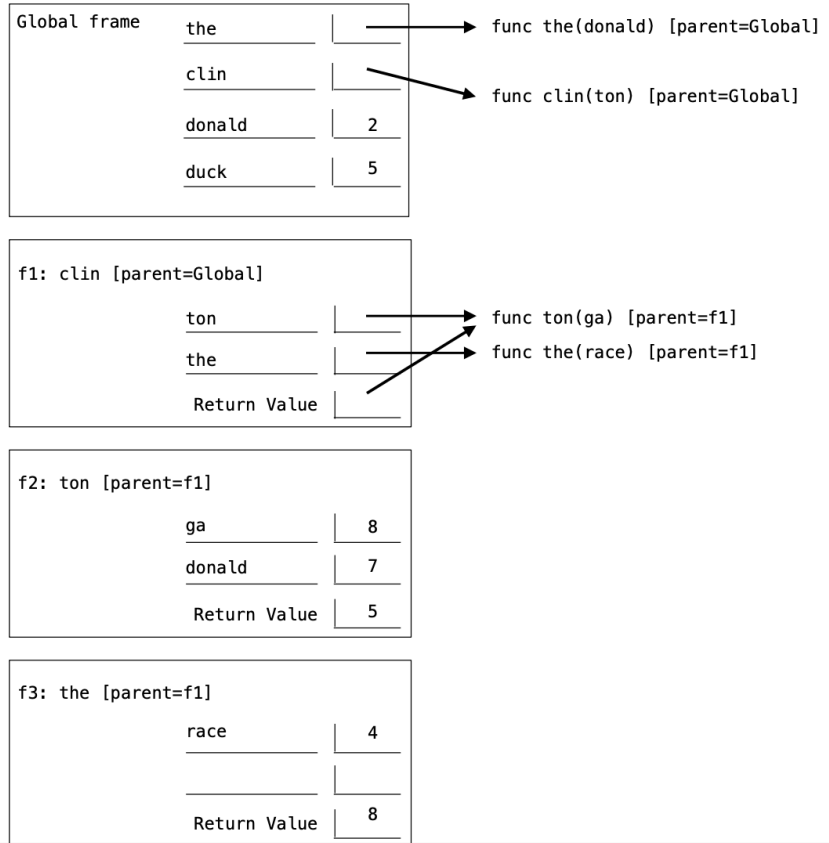 Global frame
the
func the(donald) [parent=Global]
clin
func clin(ton) [parent=Global]
donald 2
duck 5
f1: clin [parent=Global]
ton
func ton(ga) [parent=f1]
the
func the(race) [parent=f1]
Return Value
f2: ton [parent=f1]
ga 8
donald 7
Return Value 5
f3: the [parent=f1]
race 4
Return Value 8